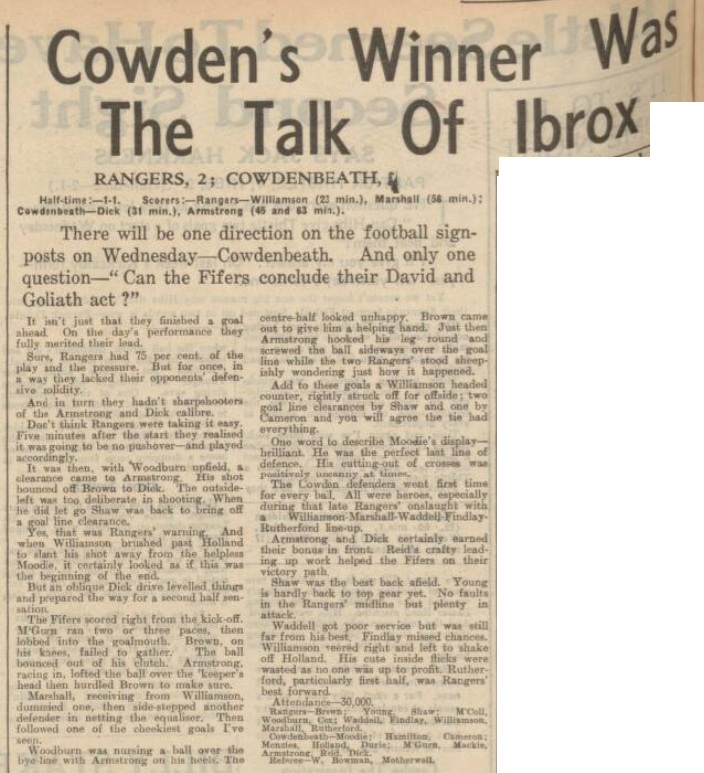 Cowden's Winner Was
The Talk Of Ibrox
RANGERS, 2; COWDENBEATH,
Half-time:—1-1. Scorers:—Rangers—Williamson (23 min.), Marshall (56 min.);
Cowdenbeath—Dick (31 min.), Armstrong (46 and 63 min.).
There will be one direction on the football sign-
posts on Wednesday—Cowdenbeath. And only one
question—" Can the Fifers conclude their David and
Goliath act ?"
It isn't just that they finished a goal
ahead. On the day's performance they
fully merited their lead.
Sure, Rangers had 75 per cent. of the
play and the pressure. But for once, in
a way they lacked their opponents' defen-
sive solidity.
And in turn they hadn't sharpshooters
of the Armstrong and Dick calibre.
Don't think Rangers were taking it easy.
Five minutes after the start they realised
it was going to be no pushover—and played
accordingly.
It was then, with Woodburn upfield, a
clearance came to Armstrong. His shot
bounced off Brown to Dick. The outside-
left was too deliberate in shooting. When
he did let go Shaw was back to bring off
a goal line clearance.
Yes, that was Rangers' warning. And
when Williamson brushed past Holland
to slant his shot away from the helpless
Moodie, it certainly looked as if this was
the beginning of the end.
But an oblique Dick drive levelled things
and prepared the way for a second half sen-
sation.
The Fifers scored right from the kick-off.
M'Gurn ran two or three paces, then
lobbed into the goalmouth. Brown, on
his knees, failed to gather. The ball
bounced out of his clutch. Armstrong,
racing in, lofted the ball over the 'keeper's
head then hurdled Brown to make sure.
Marshall, receiving from Williamson,
dummied one, then side-stepped another
defender in netting the equaliser. Then
followed one of the cheekiest goals I've
seen.
Woodburn was nursing a ball over the
bye-line with Armstrong on his heels. The
centre-half looked unhappy. Brown came
out to give him a helping hand. Just then
Armstrong hooked his leg round and
screwed the ball sideways over the goal
line while the two Rangers' stood sheep-
ishly wondering just how it happened.
Add to these goals a Williamson headed
counter, rightly struck off for offside; two
goal line clearances by Shaw and one by
Cameron and you will agree the tie had
everything.
One word to describe Moodie's display—
brilliant. He was the perfect last line of
defence. His cutting-out of crosses was
positively uncanny at times.
The Cowden defenders went first time
for every ball. All were heroes, especially
during that late Rangers' onslaught with
a Williamson-Marshall-Waddell-Findlay-
Rutherford line-up.
Armstrong and Dick certainly earned
their bonus in front. Reid's crafty lead-
ing up work helped the Fifers on their
victory path.
Shaw was the best back afield. Young
is hardly back to top gear yet. No faults
in the Rangers' midline but plenty in
attack.
Waddell got poor service but was still
far from his best. Findlay missed chances.
Williamson veered right and left to shake
off Holland. His cute inside flicks were
wasted as no one was up to profit. Ruther-
ford, particularly first half, was Rangers'
best forward.
Attendance—30,000.
Rangers—Brown; Young, Shaw; M'Coll,
Woodburn, Cox; Waddell, Findlay, Williamson,
Marshall, Rutherford.
Cowdenbeath—Moodie; Hamilton, Cameron;
Menzies, Holland, Durie; M'Gurn, Mackie,
Armstrong, Reid, Dick.
Referee—W. Bowman, Motherwell.